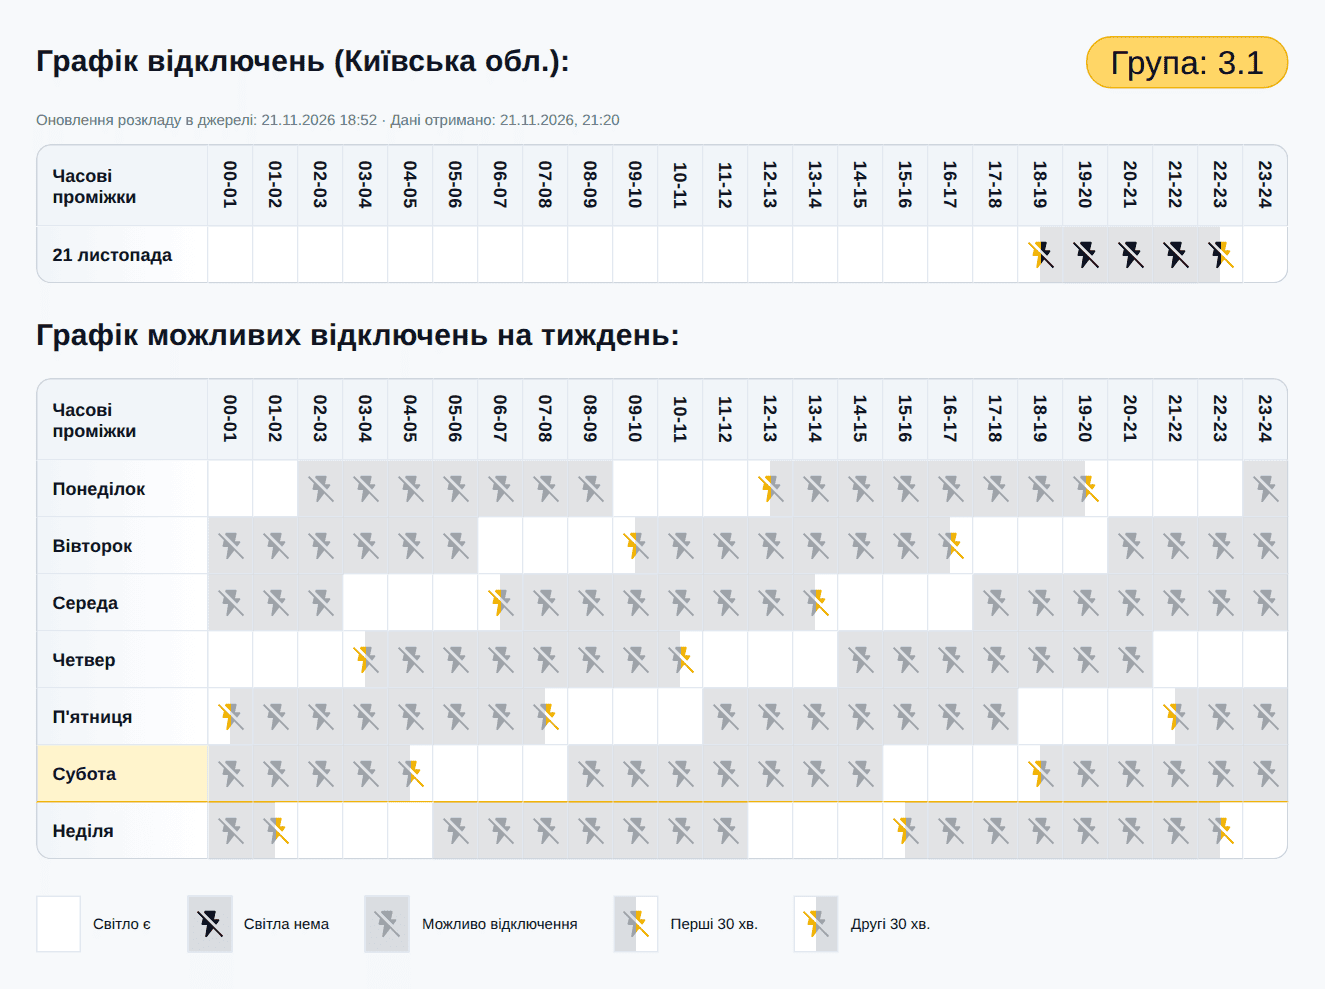 Графік відключень (Київська обл.):
Група: 3.1
Оновлення розкладу в джерелі: 21.11.2026 18:52 · Дані отримано: 21.11.2026, 21:20
Часові проміжки 00-01 01-02 02-03 03-04 04-05 05-06 06-07 07-08 08-09 09-10 10-11 11-12 12-13 13-14 14-15 15-16 16-17 17-18 18-19 19-20 20-21 21-22 22-23 23-24
21 листопада
Графік можливих відключень на тиждень:
Часові проміжки 00-01 01-02 02-03 03-04 04-05 05-06 06-07 07-08 08-09 09-10 10-11 11-12 12-13 13-14 14-15 15-16 16-17 17-18 18-19 19-20 20-21 21-22 22-23 23-24
Понеділок
Вівторок
Середа
Четвер
П'ятниця
Субота
Неділя
Світло є Світла нема Можливо відключення Перші 30 хв. Другі 30 хв.